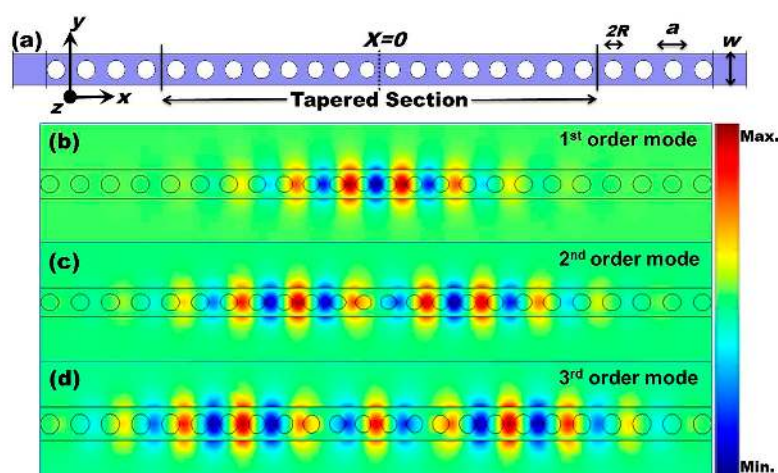 (a) y X=0 2R a w
z x Tapered Section
(b) 1st order mode Max.
(c) 2nd order mode
(d) 3rd order mode
Min.